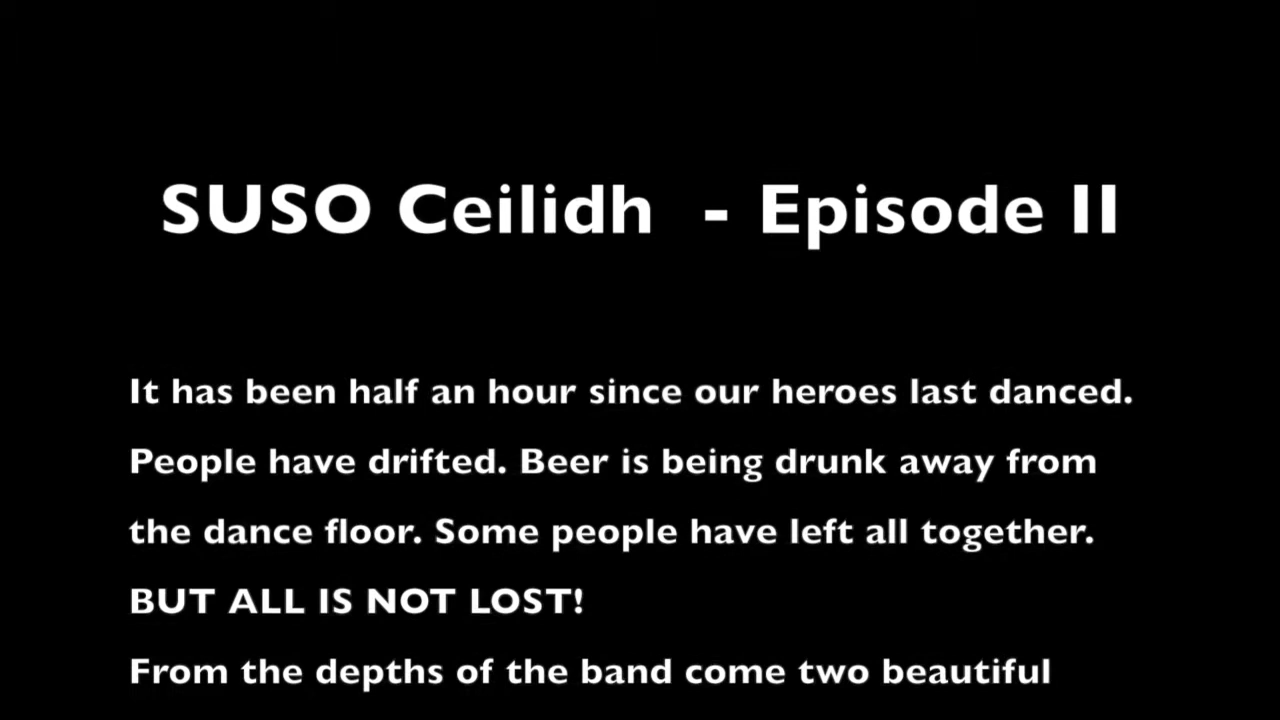 SUSO Ceilidh - Episode II
It has been half an hour since our heroes last danced.
People have drifted. Beer is being drunk away from
the dance floor. Some people have left all together.
BUT ALL IS NOT LOST!
From the depths of the band come two beautiful